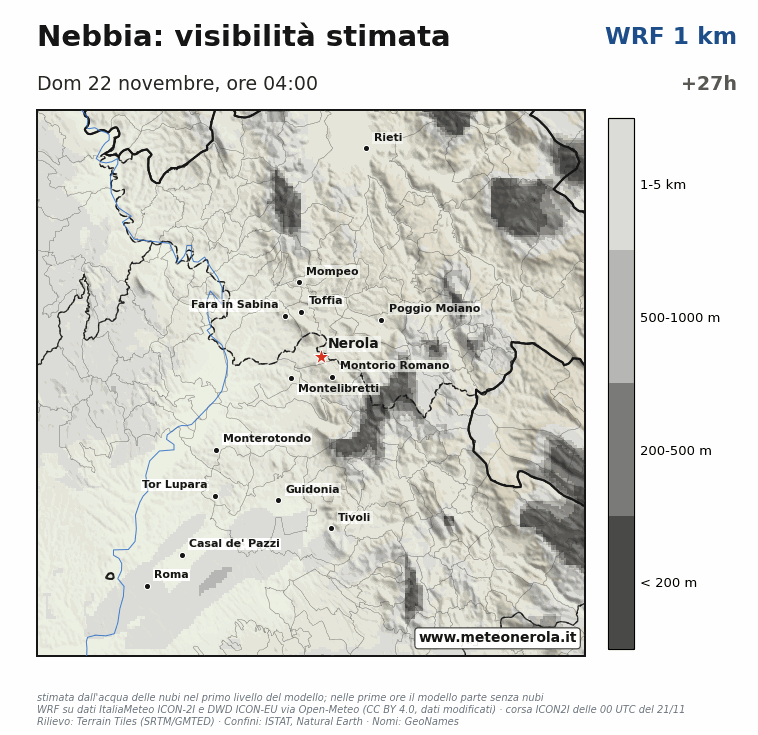 Nebbia: visibilità stimata
WRF 1 km
Dom 22 novembre, ore 04:00
+27h
Rieti
Mompeo
Toffia
Fara in Sabina
Poggio Moiano
Nerola
Montorio Romano
Montelibretti
Monterotondo
Tor Lupara
Guidonia
Tivoli
Casal de' Pazzi
Roma
www.meteonerola.it
1-5 km
500-1000 m
200-500 m
< 200 m
stimata dall'acqua delle nubi nel primo livello del modello; nelle prime ore il modello parte senza nubi
WRF su dati ItaliaMeteo ICON-2I e DWD ICON-EU via Open-Meteo (CC BY 4.0, dati modificati) · corsa ICON2I delle 00 UTC del 21/11
Rilievo: Terrain Tiles (SRTM/GMTED) · Confini: ISTAT, Natural Earth · Nomi: GeoNames